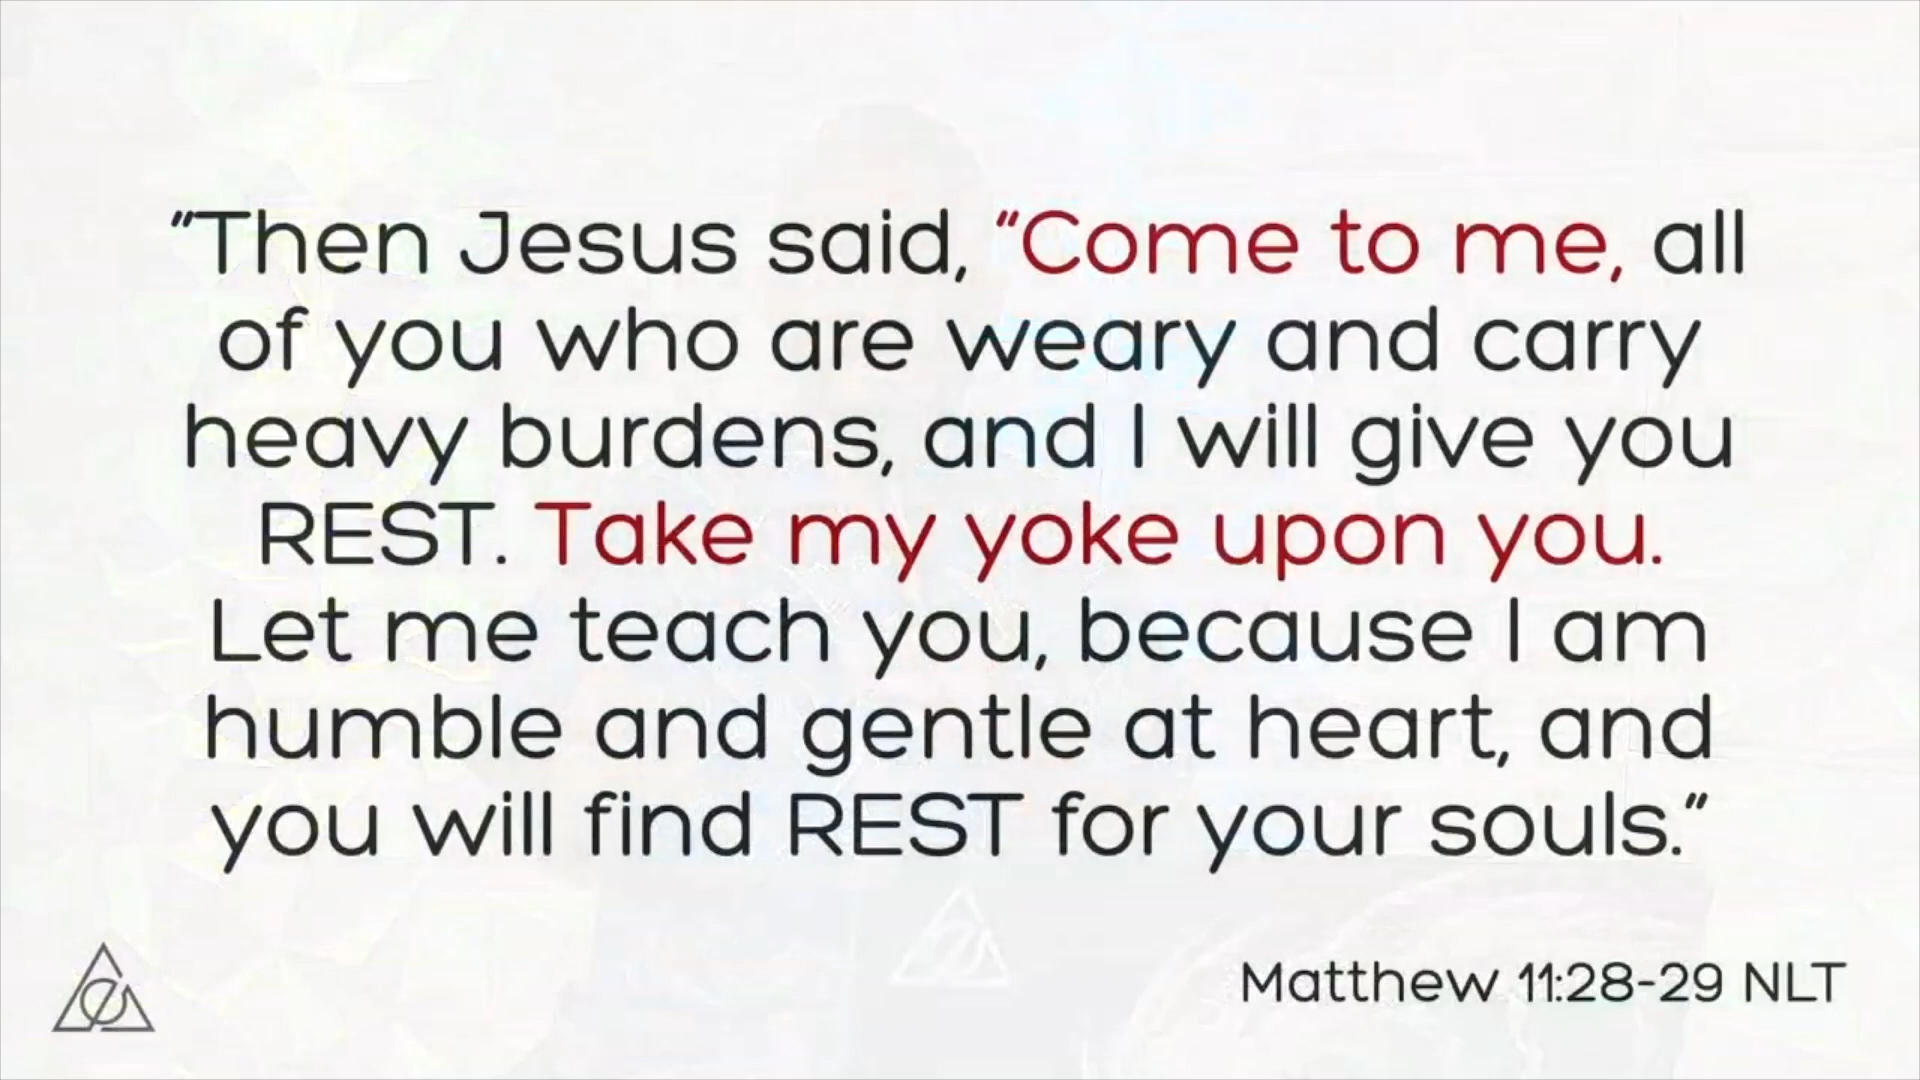 "Then Jesus said, "Come to me, all
of you who are weary and carry
heavy burdens, and I will give you
REST. Take my yoke upon you.
Let me teach you, because I am
humble and gentle at heart, and
you will find REST for your souls."
Matthew 11:28-29 NLT